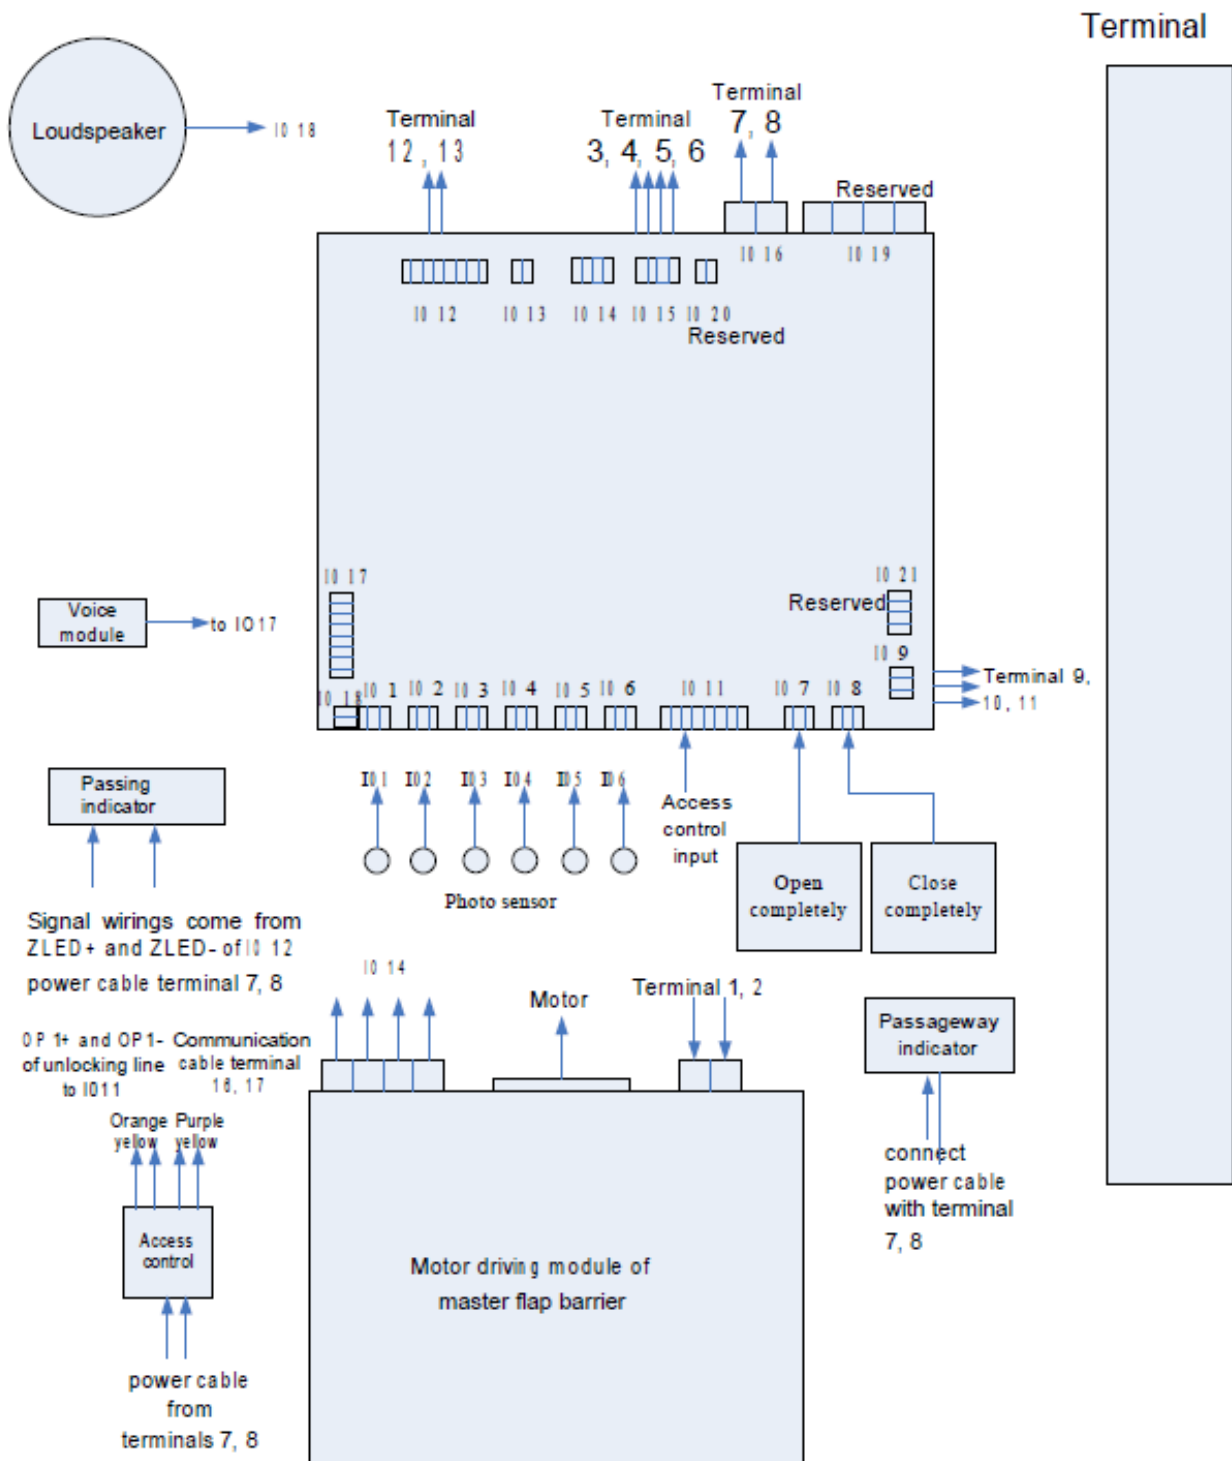 Terminal
Loudspeaker
IO 18
Terminal
12, 13
Terminal
3, 4, 5, 6
Terminal
7, 8
Reserved
IO 16
IO 19
IO 12
IO 13
IO 14
IO 15
IO 20
Reserved
IO 17
IO 21
Reserved
Voice
module
to IO17
IO 9
Terminal 9,
10, 11
IO 18
IO 1
IO 2
IO 3
IO 4
IO 5
IO 6
IO 11
IO 7
IO 8
Passing
indicator
IO1
IO2
IO3
IO4
IO5
IO6
Access
control
input
Photo sensor
Open
completely
Close
completely
Signal wirings come from
ZLED+ and ZLED- of IO 12
power cable terminal 7, 8
IO 14
Motor
Terminal 1, 2
Passageway
indicator
OP1+ and OP1-
of unlocking line
to IO11
Communication
cable terminal
16, 17
Orange
yellow
Purple
yellow
connect
power cable
with terminal
7, 8
Access
control
Motor driving module of
master flap barrier
power cable
from
terminals 7, 8